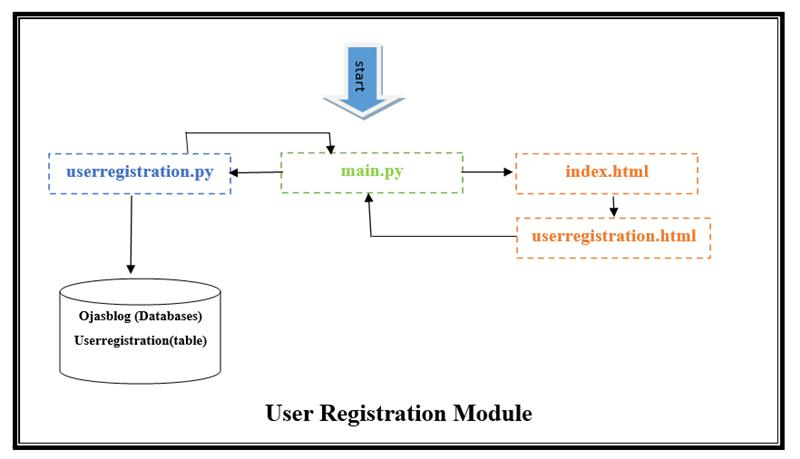 start
userregistration.py
main.py
index.html
userregistration.html
Ojasblog (Databases)
Userregistration(table)
User Registration Module